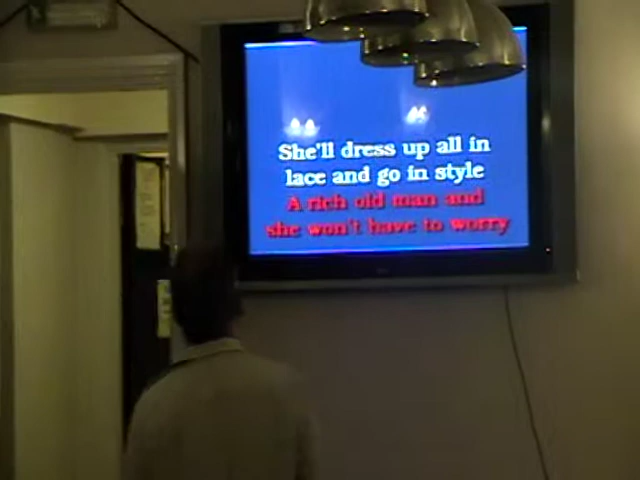 She'll dress up all in
lace and go in style
A rich old man and
she won't have to worry